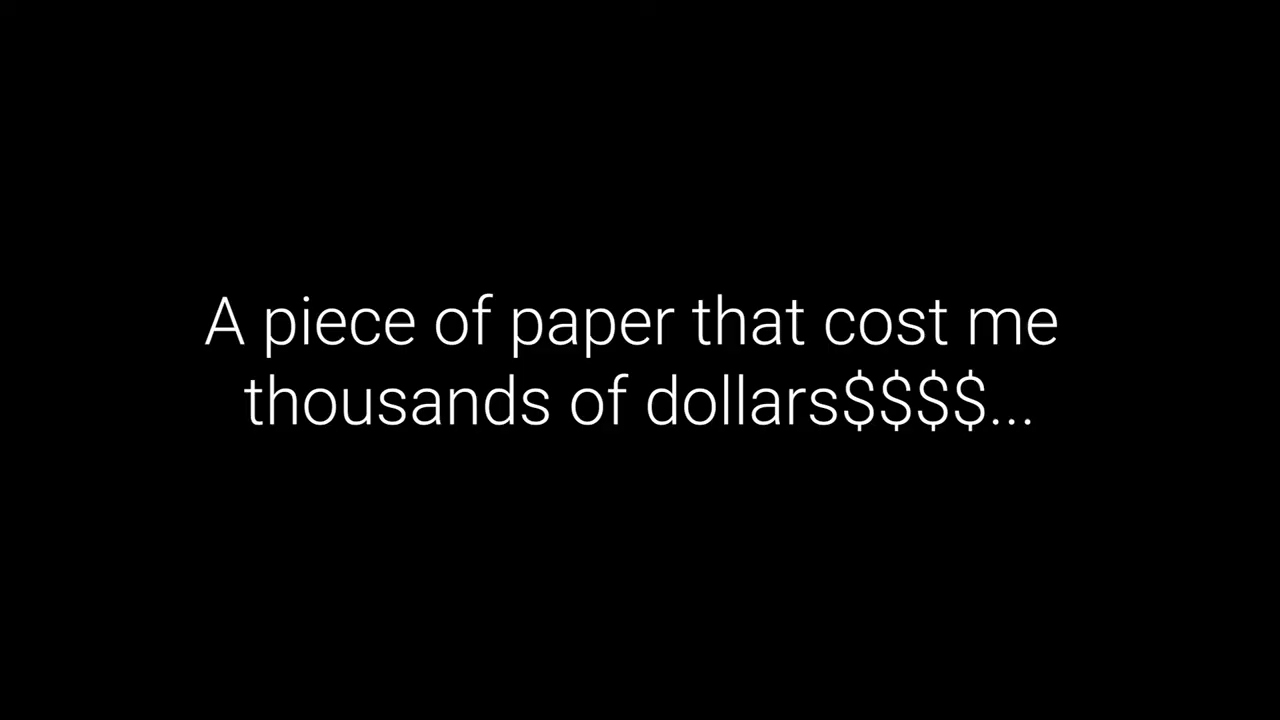 A piece of paper that cost me
thousands of dollars$$$$...